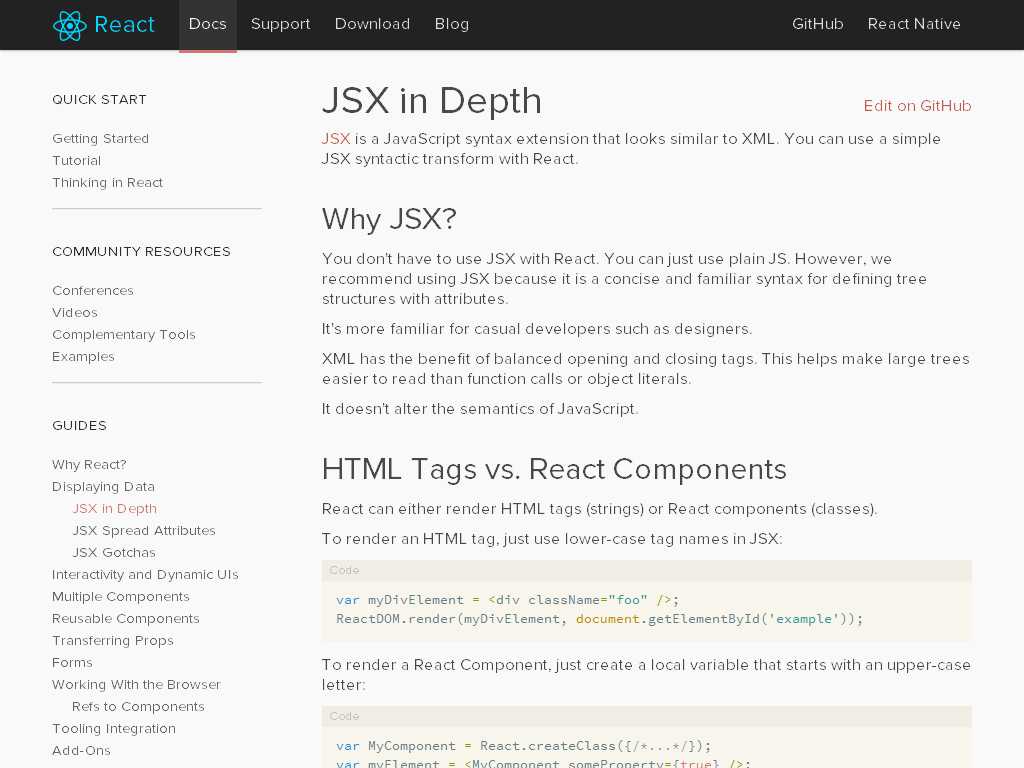 React Docs Support Download Blog GitHub React Native
QUICK START
Getting Started
Tutorial
Thinking in React
COMMUNITY RESOURCES
Conferences
Videos
Complementary Tools
Examples
GUIDES
Why React?
Displaying Data
JSX in Depth
JSX Spread Attributes
JSX Gotchas
Interactivity and Dynamic UIs
Multiple Components
Reusable Components
Transferring Props
Forms
Working With the Browser
Refs to Components
Tooling Integration
Add-Ons
JSX in Depth
Edit on GitHub
JSX is a JavaScript syntax extension that looks similar to XML. You can use a simple
JSX syntactic transform with React.
Why JSX?
You don't have to use JSX with React. You can just use plain JS. However, we
recommend using JSX because it is a concise and familiar syntax for defining tree
structures with attributes.
It's more familiar for casual developers such as designers.
XML has the benefit of balanced opening and closing tags. This helps make large trees
easier to read than function calls or object literals.
It doesn't alter the semantics of JavaScript.
HTML Tags vs. React Components
React can either render HTML tags (strings) or React components (classes).
To render an HTML tag, just use lower-case tag names in JSX:
Code
var myDivElement = <div className="foo" />;
ReactDOM.render(myDivElement, document.getElementById('example'));
To render a React Component, just create a local variable that starts with an upper-case
letter:
Code
var MyComponent = React.createClass({/*...*/});
var myElement = <MyComponent someProperty={true} />;